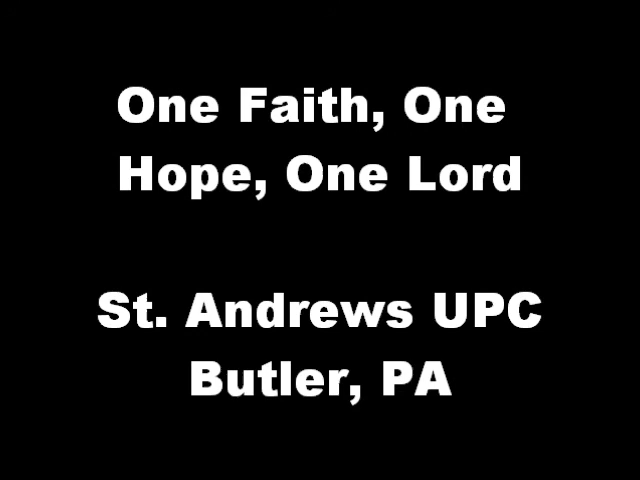 One Faith, One
Hope, One Lord
St. Andrews UPC
Butler, PA